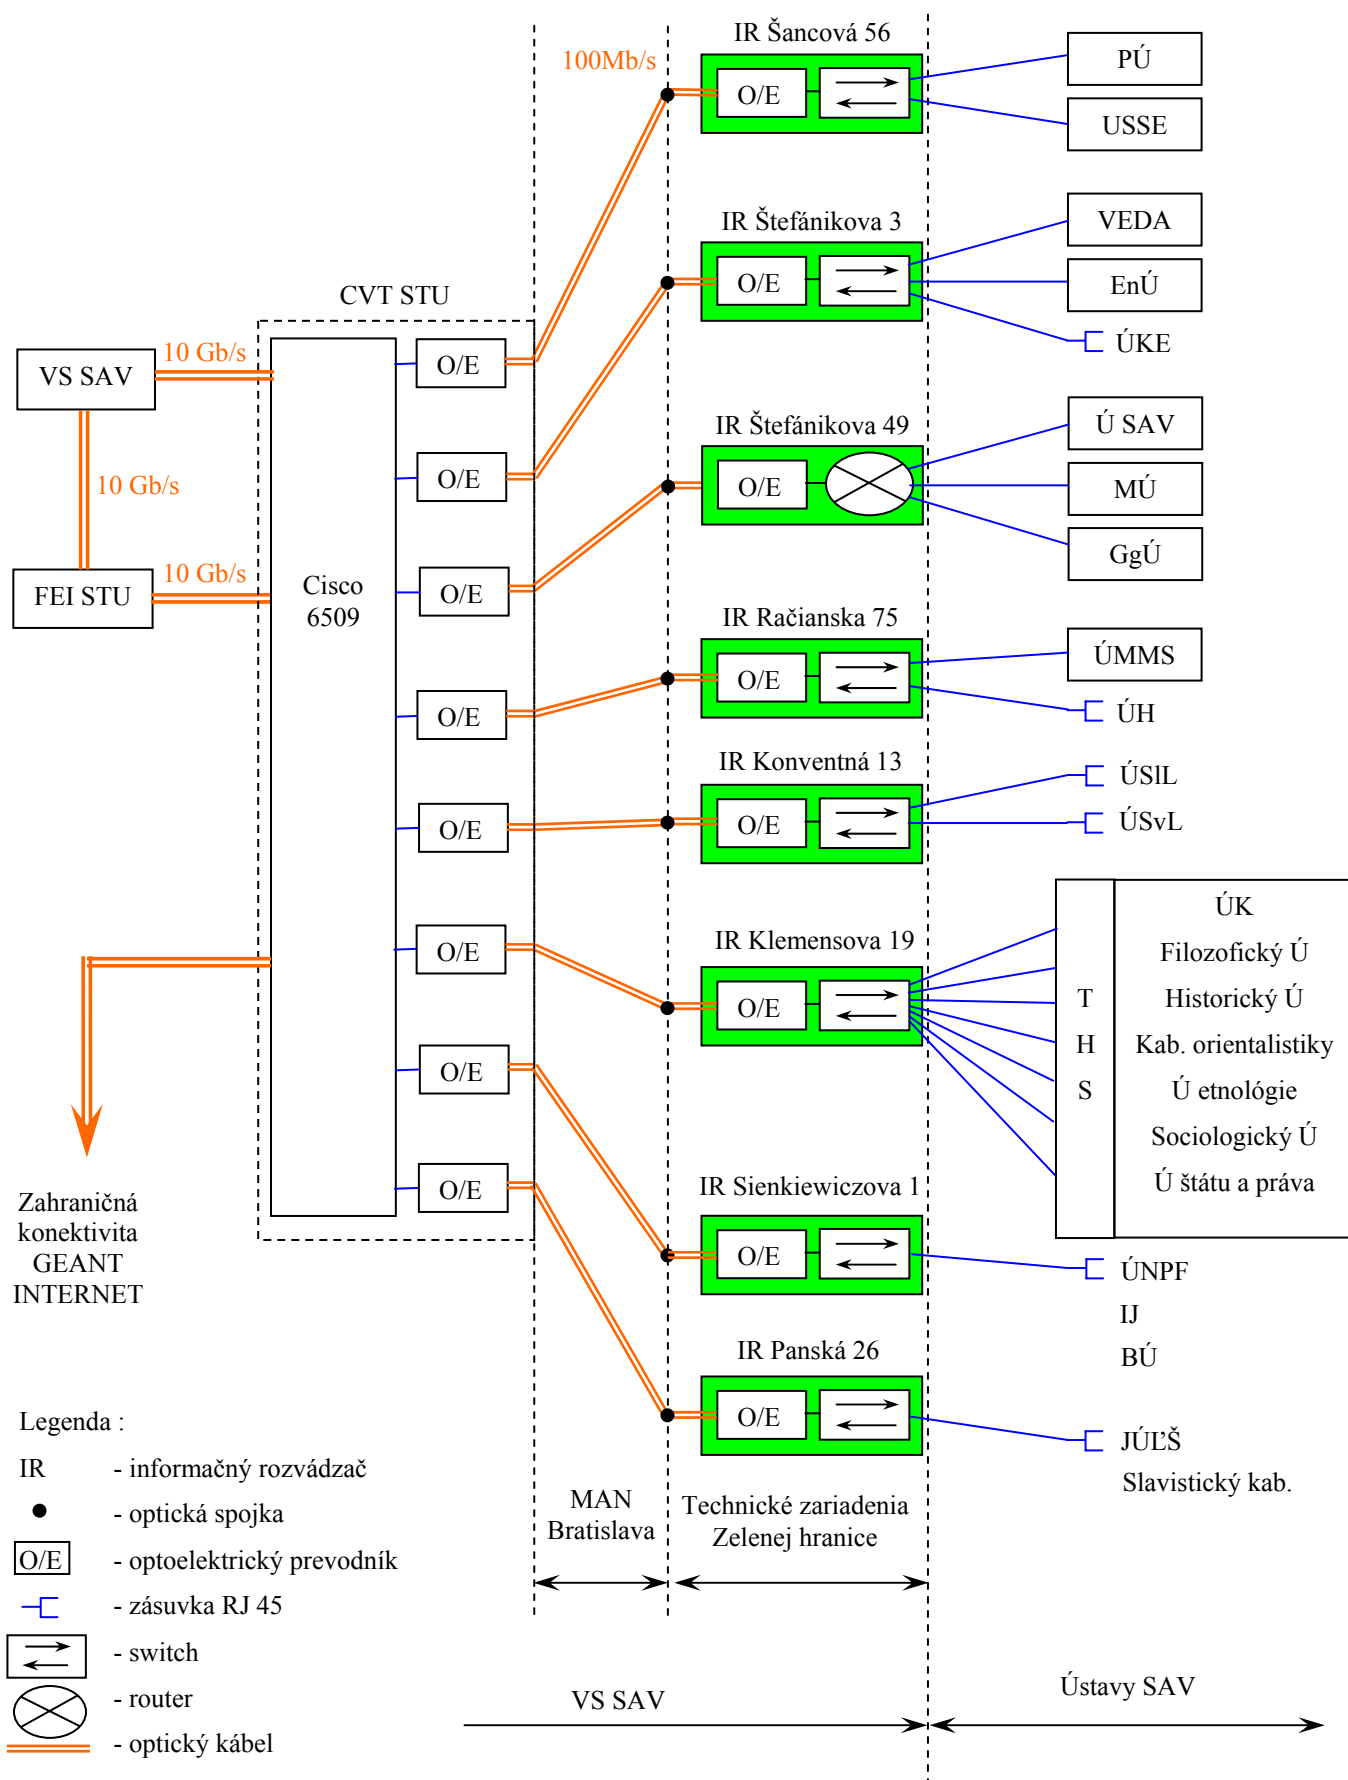 IR Šancová 56
100Mb/s
O/E
PÚ
USSE
IR Štefánikova 3
O/E
VEDA
EnÚ
ÚKE
CVT STU
VS SAV
10 Gb/s
10 Gb/s
10 Gb/s
FEI STU
Cisco
6509
O/E
O/E
O/E
O/E
O/E
O/E
O/E
O/E
IR Štefánikova 49
O/E
Ú SAV
MÚ
GgÚ
IR Račianska 75
O/E
ÚMMS
ÚH
IR Konventná 13
O/E
ÚSlL
ÚSvL
IR Klemensova 19
O/E
T
H
S
ÚK
Filozofický Ú
Historický Ú
Kab. orientalistiky
Ú etnológie
Sociologický Ú
Ú štátu a práva
IR Sienkiewiczova 1
O/E
ÚNPF
IJ
BÚ
IR Panská 26
O/E
JÚĽŠ
Slavistický kab.
Zahraničná
konektivita
GEANT
INTERNET
Legenda :
IR - informačný rozvádzač
- optická spojka
O/E - optoelektrický prevodník
- zásuvka RJ 45
- switch
- router
- optický kábel
MAN
Bratislava
Technické zariadenia
Zelenej hranice
VS SAV
Ústavy SAV